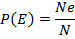 P(E) = Ne/N